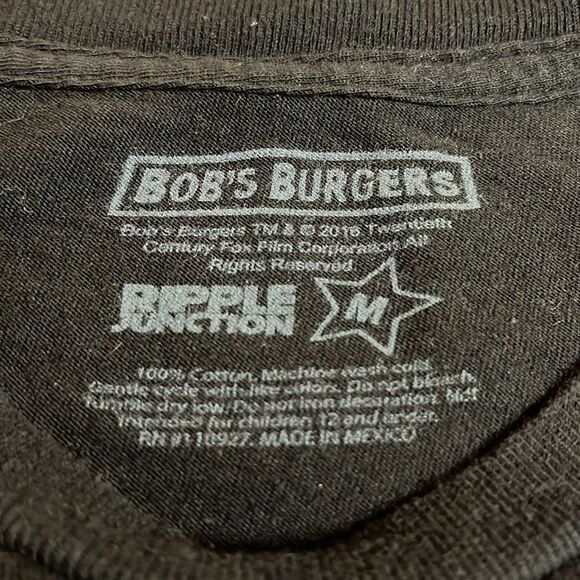 BOB'S BURGERS
Bob's Burgers TM & © 2016 Twentieth
Century Fox Film Corporation. All
Rights Reserved.
RIPPLE
JUNCTION
M
100% Cotton. Machine wash cold.
Gentle cycle with like colors. Do not bleach.
Tumble dry low. Do not iron decoration. Not
intended for children 12 and under.
RN #110927. MADE IN MEXICO